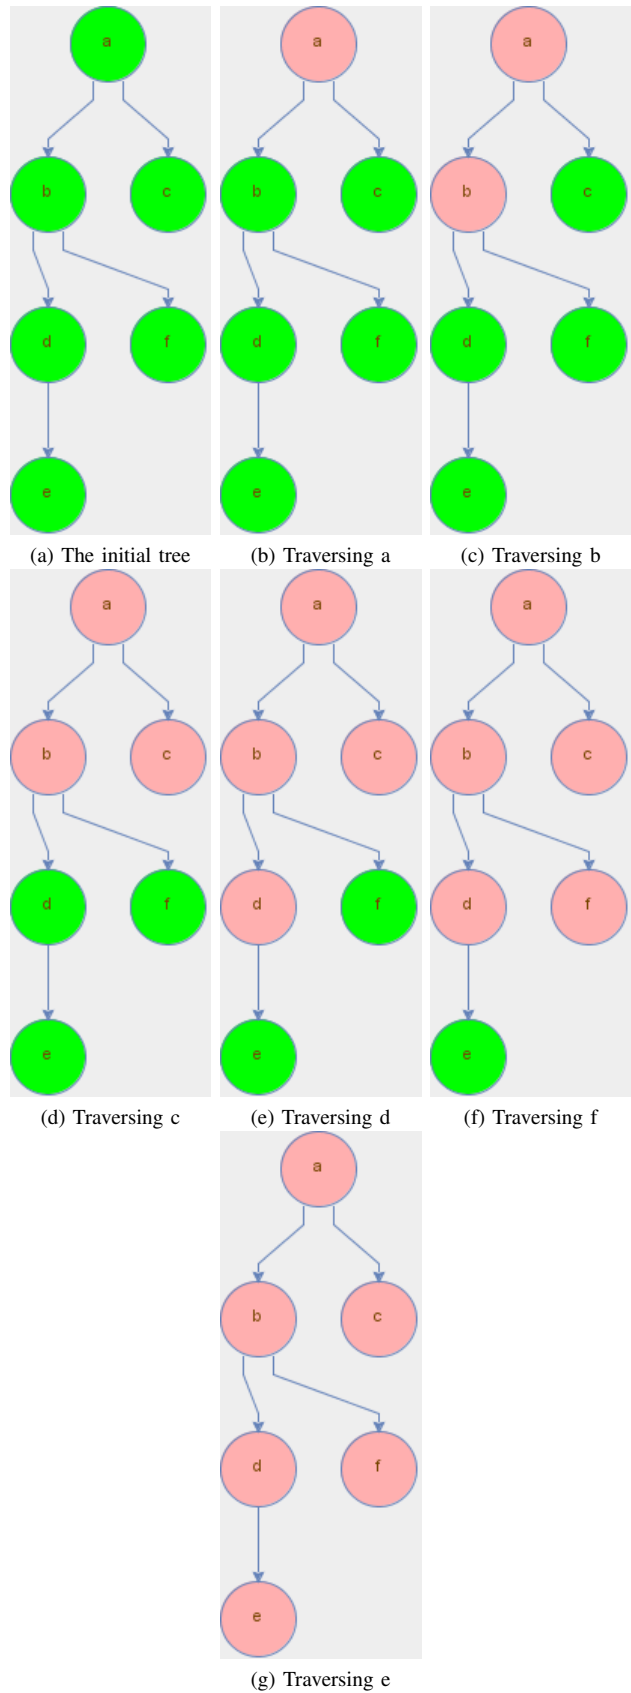 a a a
b c b c b c
d f d f d f
e e e
(a) The initial tree (b) Traversing a (c) Traversing b
a a a
b c b c b c
d f d f d f
e e e
(d) Traversing c (e) Traversing d (f) Traversing f
a
b c
d f
e
(g) Traversing e